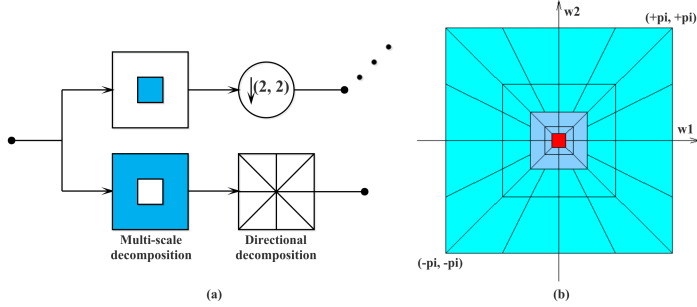 (2, 2)
Multi-scale
decomposition
Directional
decomposition
(a)
w2
(+pi, +pi)
w1
(-pi, -pi)
(b)